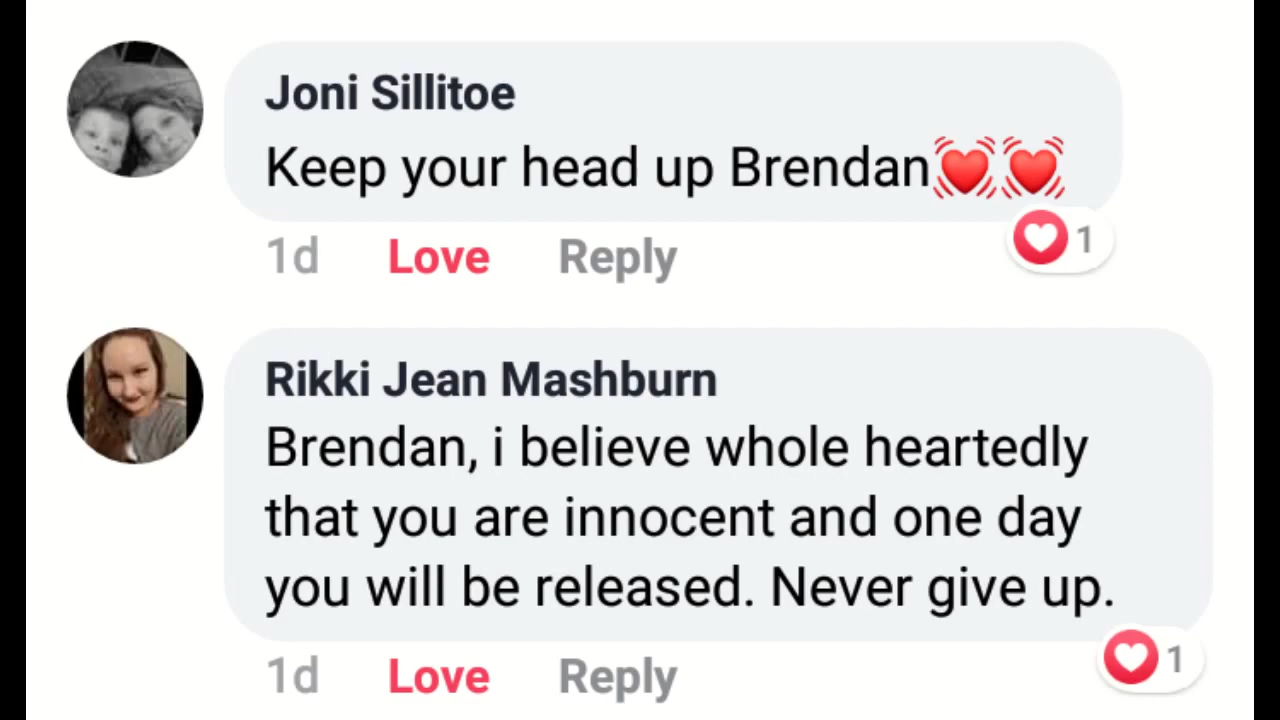 Joni Sillitoe
Keep your head up Brendan💓💓
1d Love Reply 1
Rikki Jean Mashburn
Brendan, i believe whole heartedly
that you are innocent and one day
you will be released. Never give up.
1d Love Reply 1